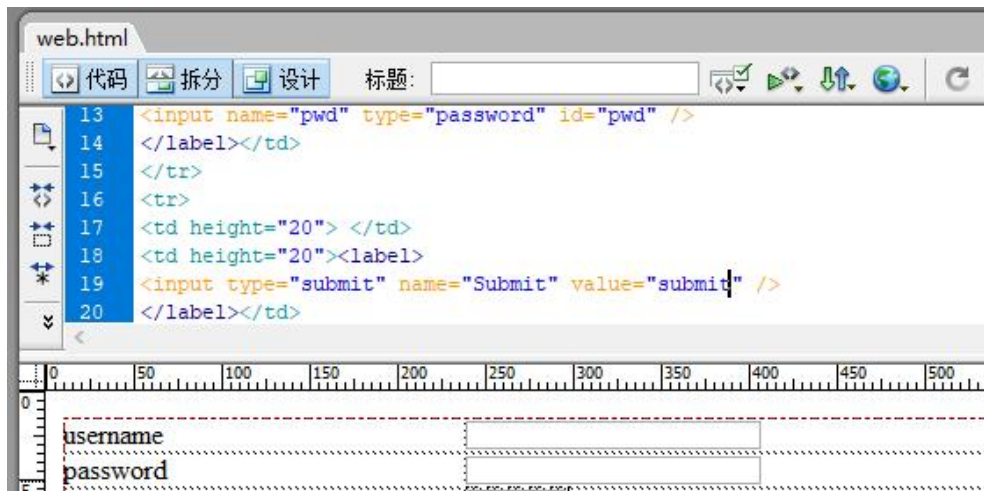 web.html
代码 拆分 设计 标题:
13 <input name="pwd" type="password" id="pwd" />
14 </label></td>
15 </tr>
16 <tr>
17 <td height="20"> </td>
18 <td height="20"><label>
19 <input type="submit" name="Submit" value="submit" />
20 </label></td>
0 50 100 150 200 250 300 350 400 450 500
0
username
password